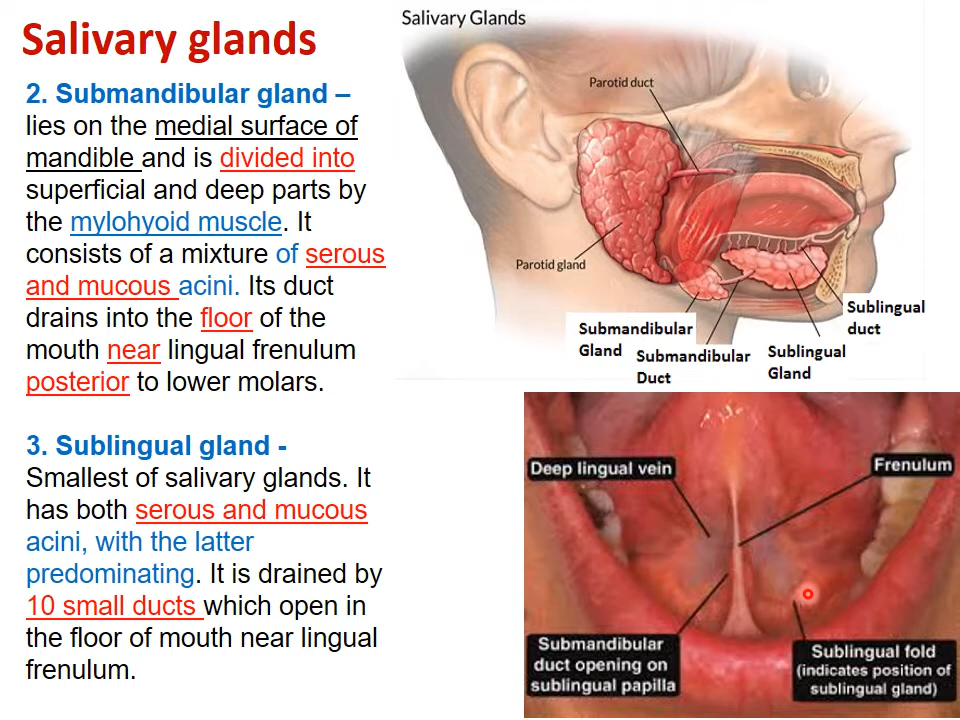 Salivary glands
2. Submandibular gland –
lies on the medial surface of
mandible and is divided into
superficial and deep parts by
the mylohyoid muscle. It
consists of a mixture of serous
and mucous acini. Its duct
drains into the floor of the
mouth near lingual frenulum
posterior to lower molars.
3. Sublingual gland -
Smallest of salivary glands. It
has both serous and mucous
acini, with the latter
predominating. It is drained by
10 small ducts which open in
the floor of mouth near lingual
frenulum.
Salivary Glands
Parotid duct
Parotid gland
Submandibular
Gland
Submandibular
Duct
Sublingual
Gland
Sublingual
duct
Deep lingual vein
Frenulum
Submandibular
duct opening on
sublingual papilla
Sublingual fold
(indicates position of
sublingual gland)